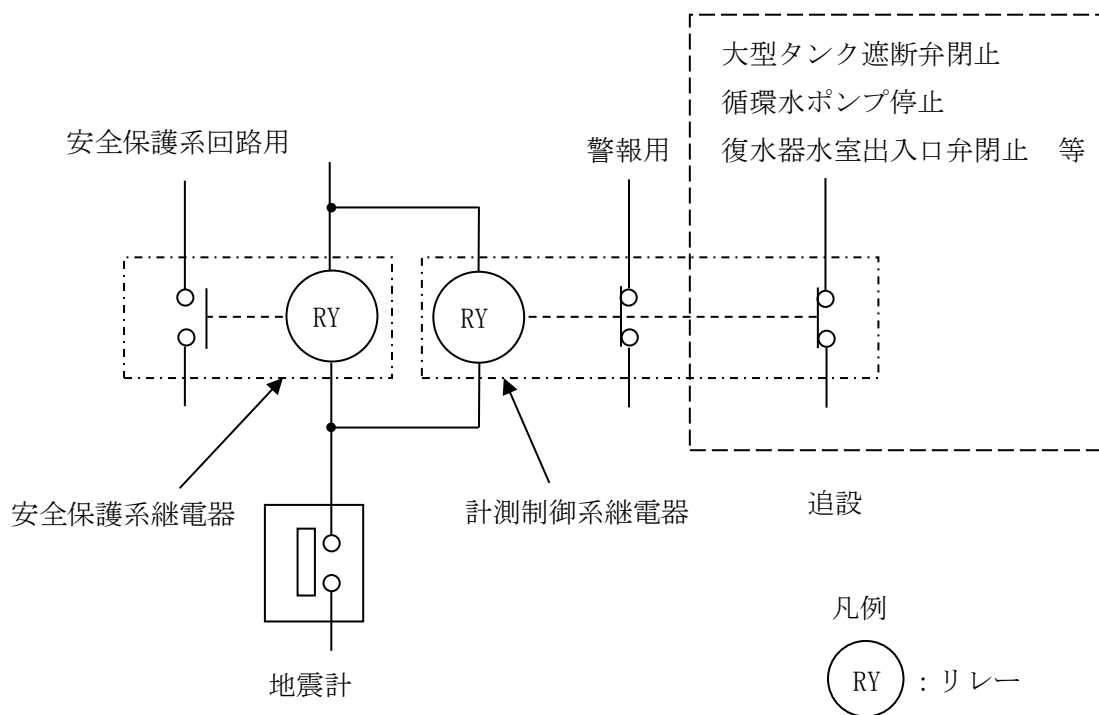 大型タンク遮断弁閉止
循環水ポンプ停止
復水器水室出入口弁閉止　等
安全保護系回路用
警報用
RY
RY
安全保護系継電器
計測制御系継電器
追設
地震計
凡例
RY：リレー